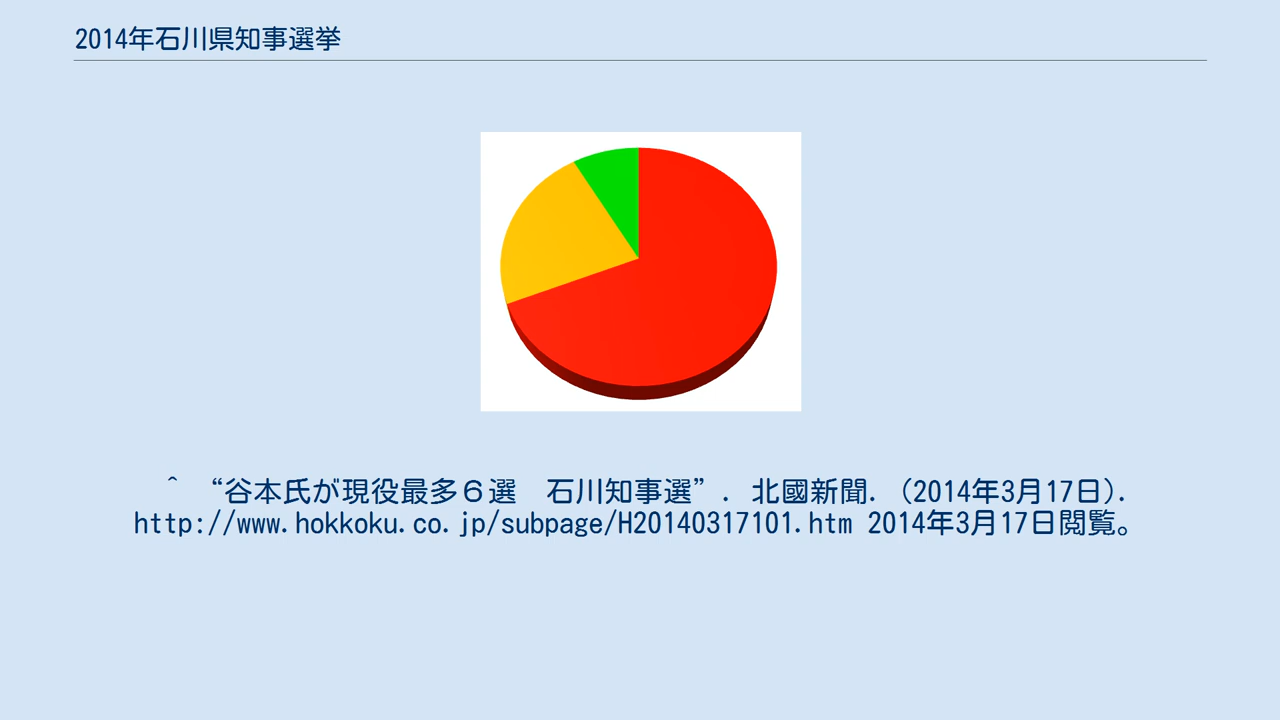 2014年石川県知事選挙
^ “谷本氏が現役最多６選　石川知事選”. 北國新聞. (2014年3月17日).
http://www.hokkoku.co.jp/subpage/H20140317101.htm 2014年3月17日閲覧。